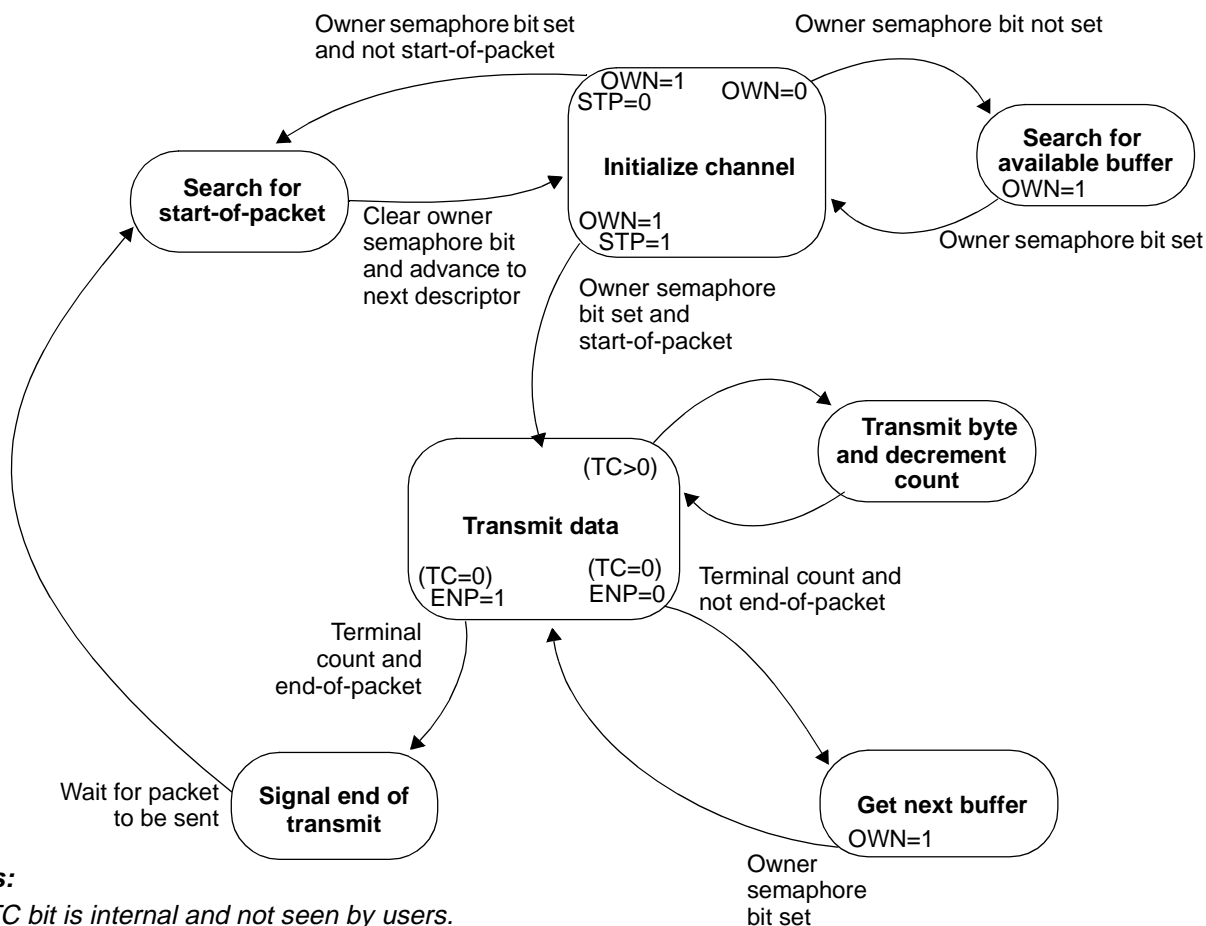 Owner semaphore bit set
and not start-of-packet
Owner semaphore bit not set
OWN=1
STP=0
OWN=0
Initialize channel
OWN=1
STP=1
Search for
available buffer
OWN=1
Owner semaphore bit set
Search for
start-of-packet
Clear owner
semaphore bit
and advance to
next descriptor
Owner semaphore
bit set and
start-of-packet
(TC>0)
Transmit data
(TC=0)
ENP=1
(TC=0)
ENP=0
Transmit byte
and decrement
count
Terminal count and
not end-of-packet
Terminal
count and
end-of-packet
Wait for packet
to be sent
Signal end of
transmit
Get next buffer
OWN=1
Owner
semaphore
bit set
s:
TC bit is internal and not seen by users.